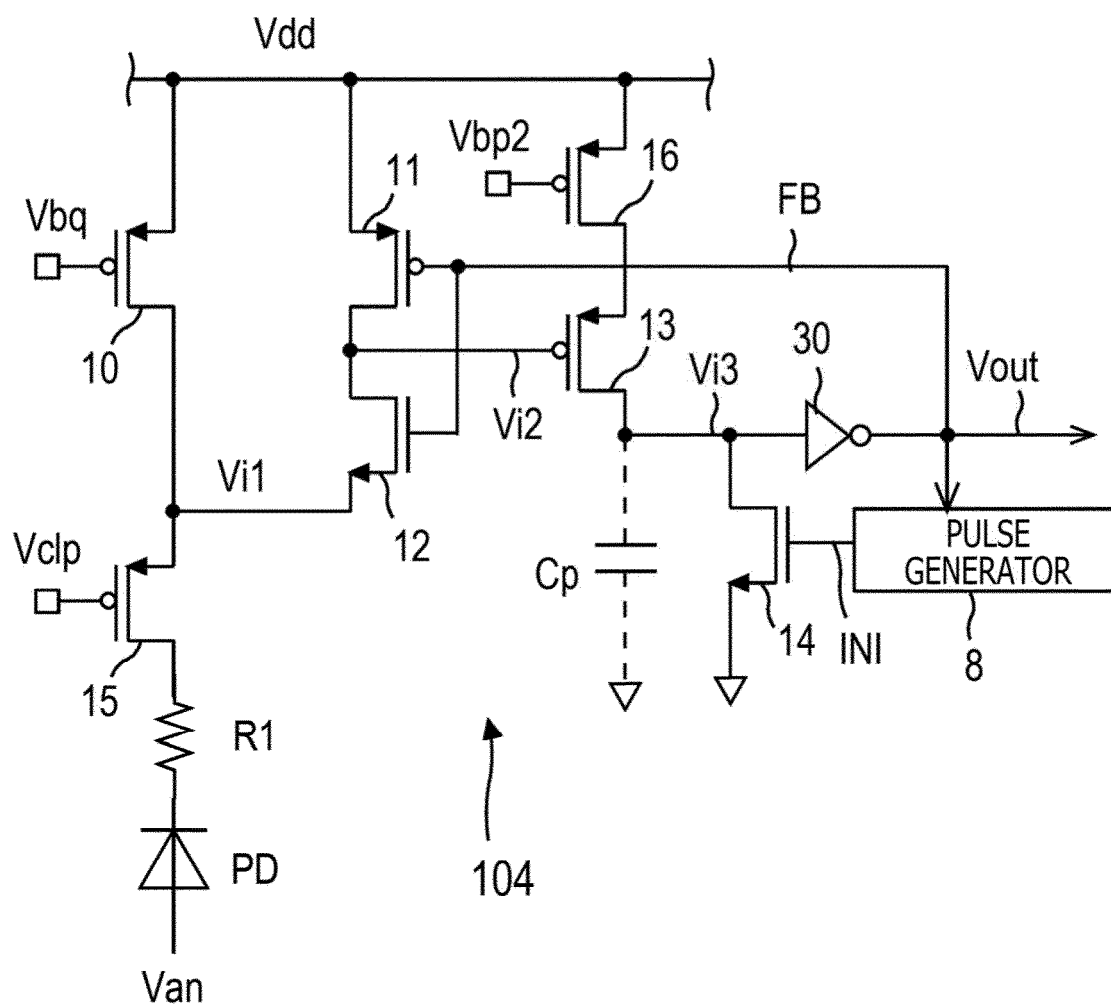 Vdd
Vbp2
16
11
FB
Vbq
13
30
10
Vi3
Vout
Vi2
Vi1
12
Vclp
PULSE
GENERATOR
Cp
14
INI
8
15
R1
PD
104
Van